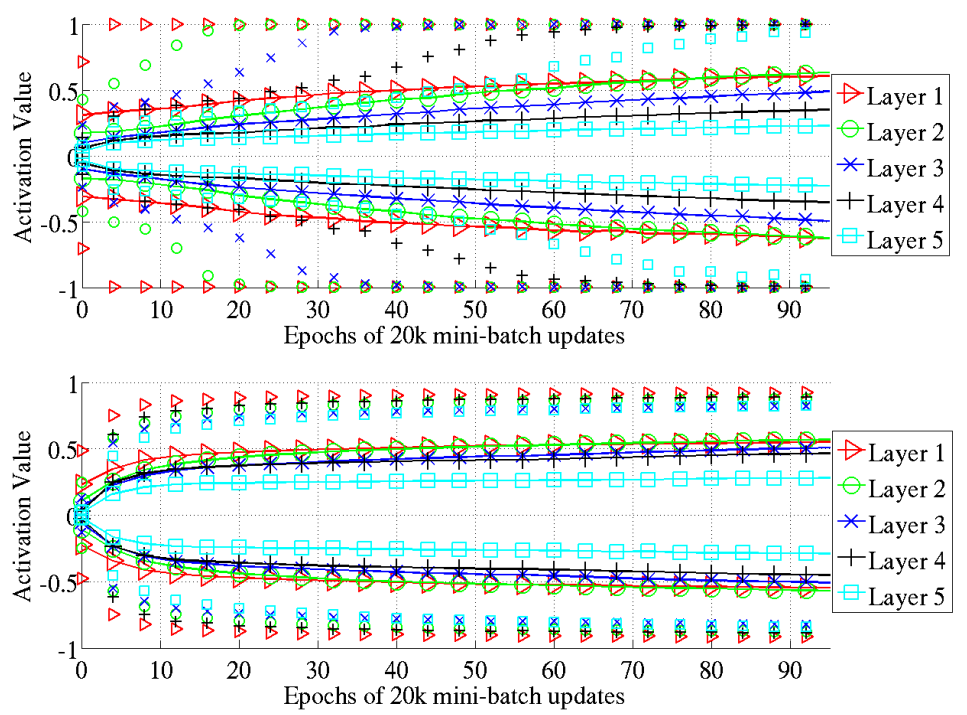 1
0.5
0
-0.5
-1
Activation Value
0 10 20 30 40 50 60 70 80 90
Epochs of 20k mini-batch updates
Layer 1
Layer 2
Layer 3
Layer 4
Layer 5
1
0.5
0
-0.5
-1
Activation Value
0 10 20 30 40 50 60 70 80 90
Epochs of 20k mini-batch updates
Layer 1
Layer 2
Layer 3
Layer 4
Layer 5